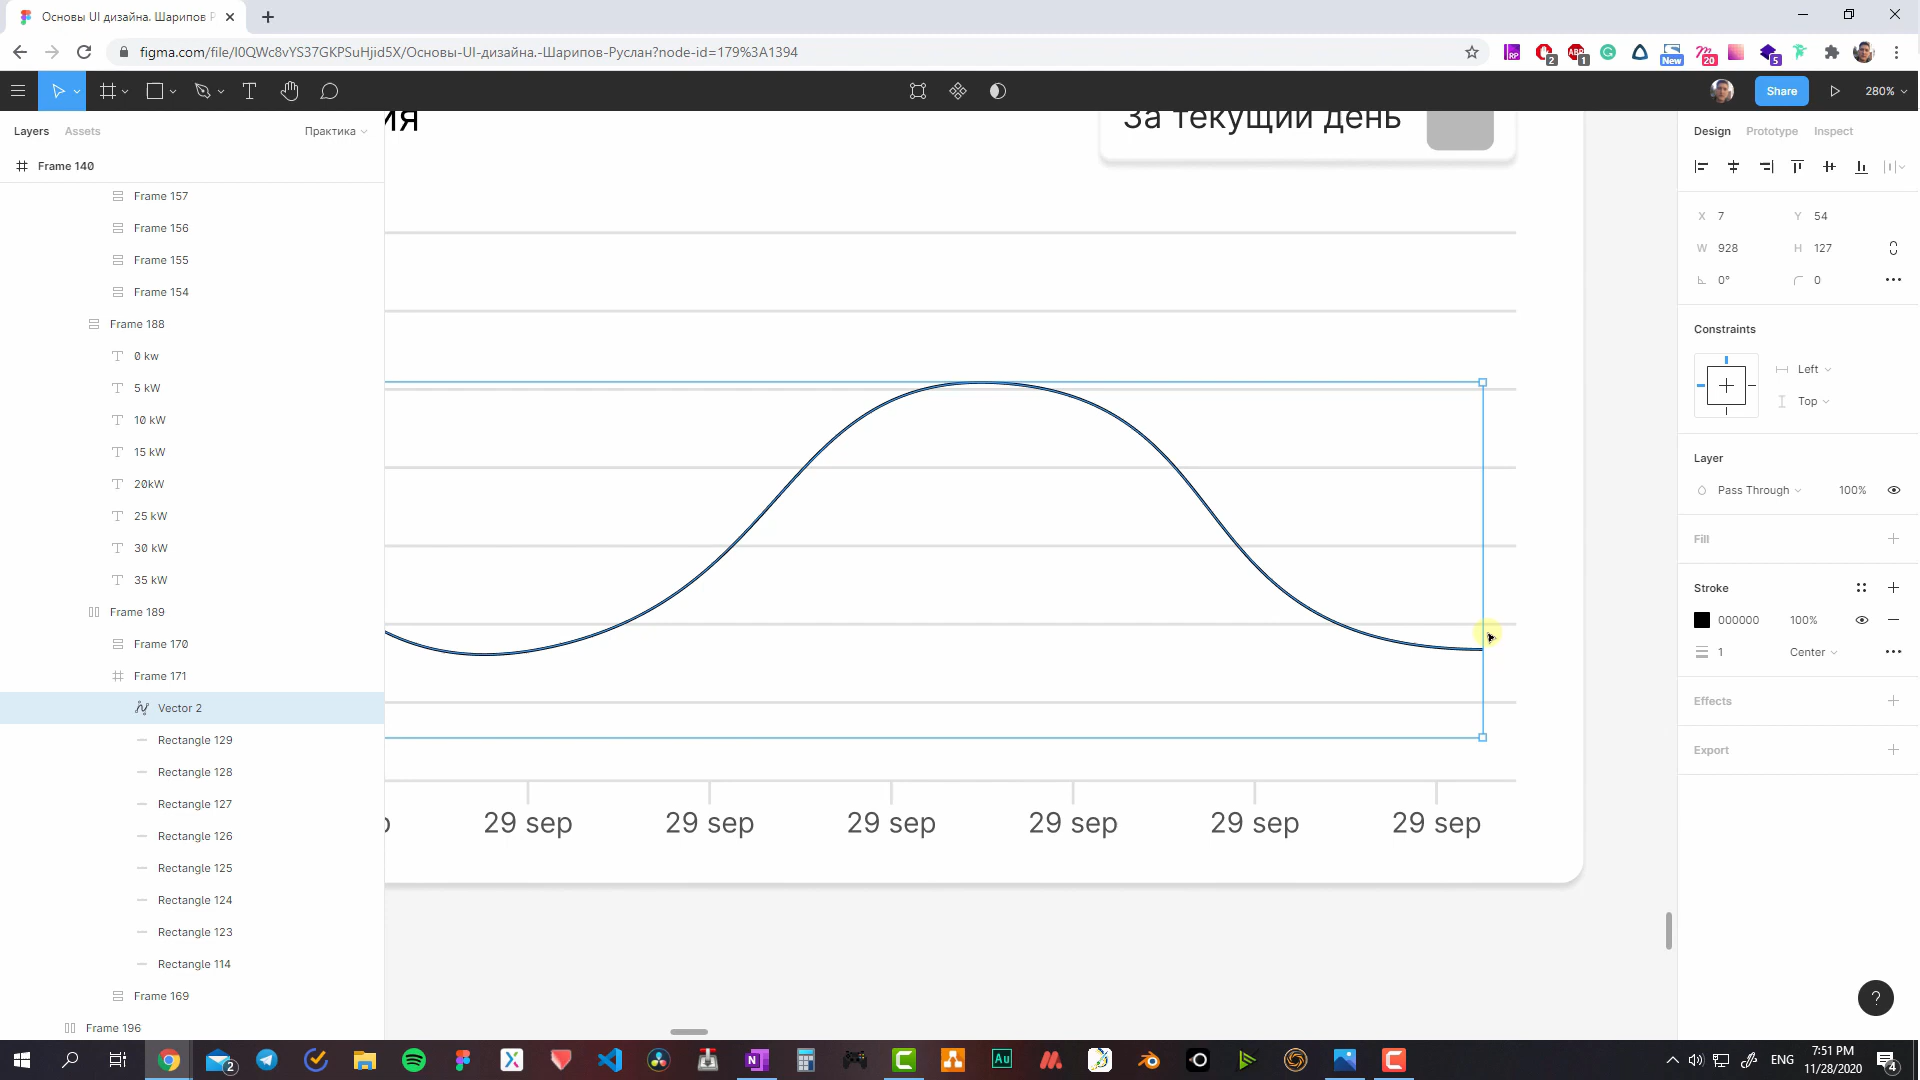 Основы UI дизайна. Шарипов Р
figma.com/file/I0QWc8vYS37GKPSuHjid5X/Основы-UI-дизайна.-Шарипов-Руслан?node-id=179%3A1394
Share
280%
Layers
Assets
Практика
Design
Prototype
Inspect
Frame 140
ия
За текущий день
Frame 157
Frame 156
Frame 155
Frame 154
Frame 188
0 kw
5 kW
10 kW
15 kW
20kW
25 kW
30 kW
35 kW
Frame 189
Frame 170
Frame 171
Vector 2
Rectangle 129
Rectangle 128
Rectangle 127
Rectangle 126
Rectangle 125
Rectangle 124
Rectangle 123
Rectangle 114
Frame 169
Frame 196
p 29 sep 29 sep 29 sep 29 sep 29 sep 29 sep
X 7 Y 54
W 928 H 127
0° 0
Constraints
Left
Top
Layer
Pass Through 100%
Fill
Stroke
000000 100%
1 Center
Effects
Export
?
ENG
7:51 PM
11/28/2020